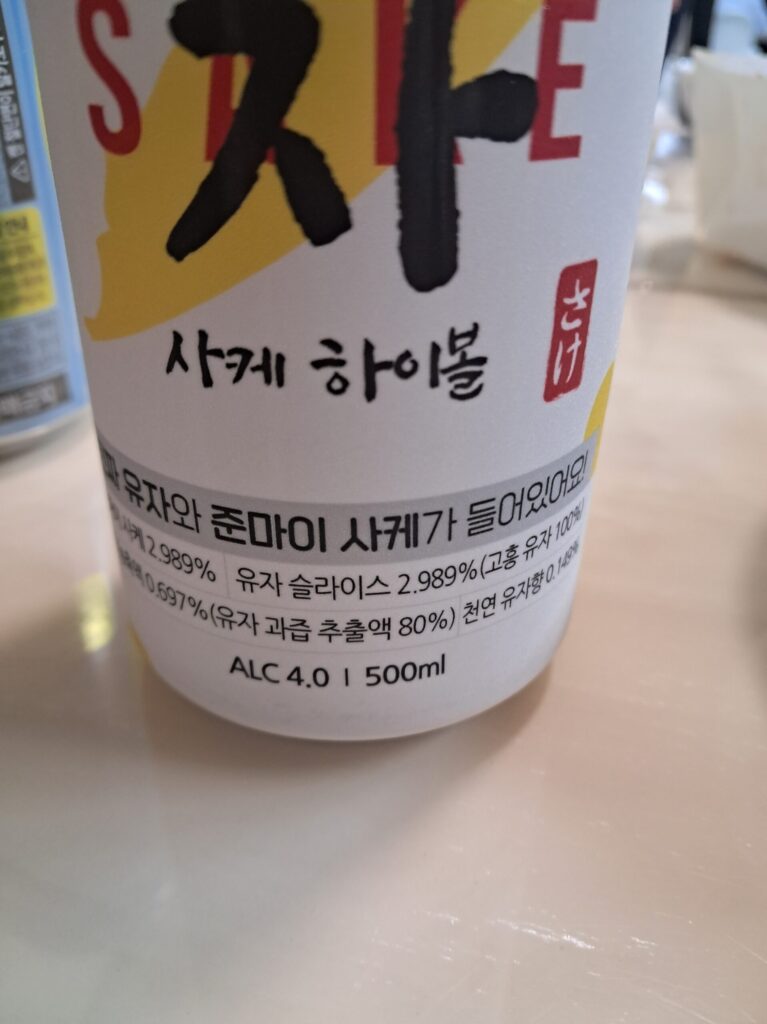 SAKE
자
사케 하이볼
さけ
유자와 준마이 사케가 들어있어요!
사케 2.989% 유자 슬라이스 2.989%(고흥 유자 100%)
0.697%(유자 과즙 추출액 80%) 천연 유자향 0.149%
ALC 4.0 | 500ml